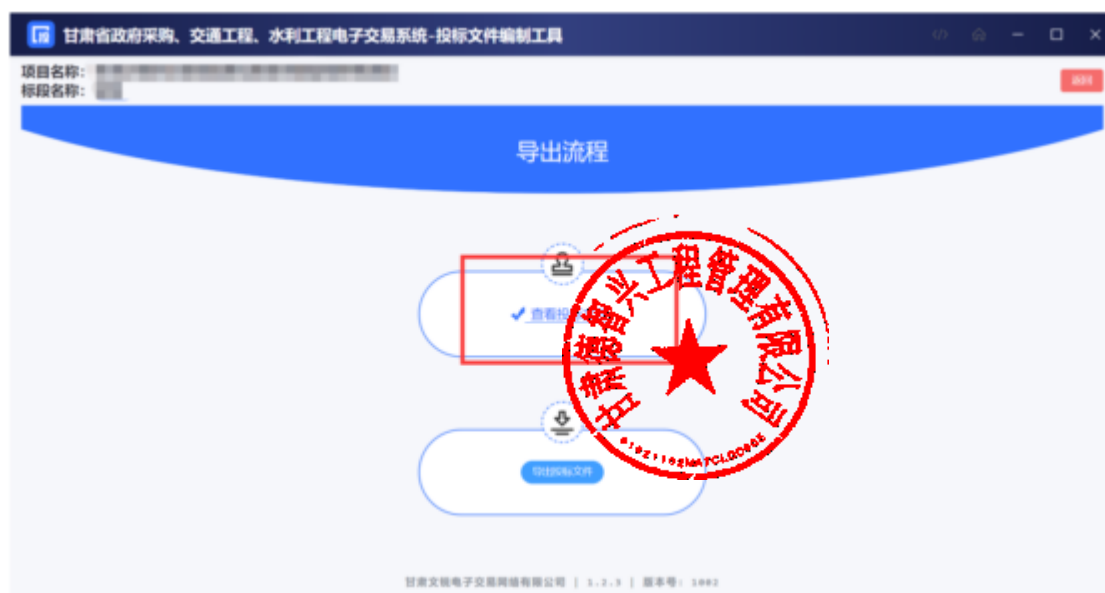 甘肃省政府采购、交通工程、水利工程电子交易系统-投标文件编制工具
项目名称:
标段名称:
返回
导出流程
查看投
甘肃德智兴工程管理有限公司
导出投标文件
甘肃文锐电子交易网络有限公司 | 1.2.3 | 版本号: 1002